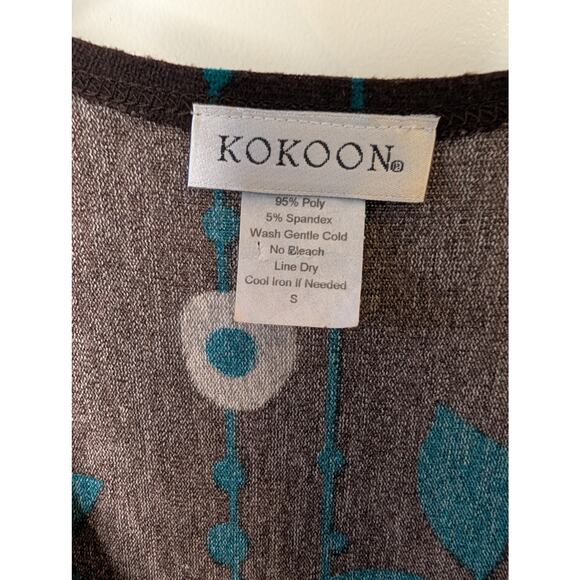 KOKOON®
95% Poly
5% Spandex
Wash Gentle Cold
No Bleach
Line Dry
Cool Iron If Needed
S